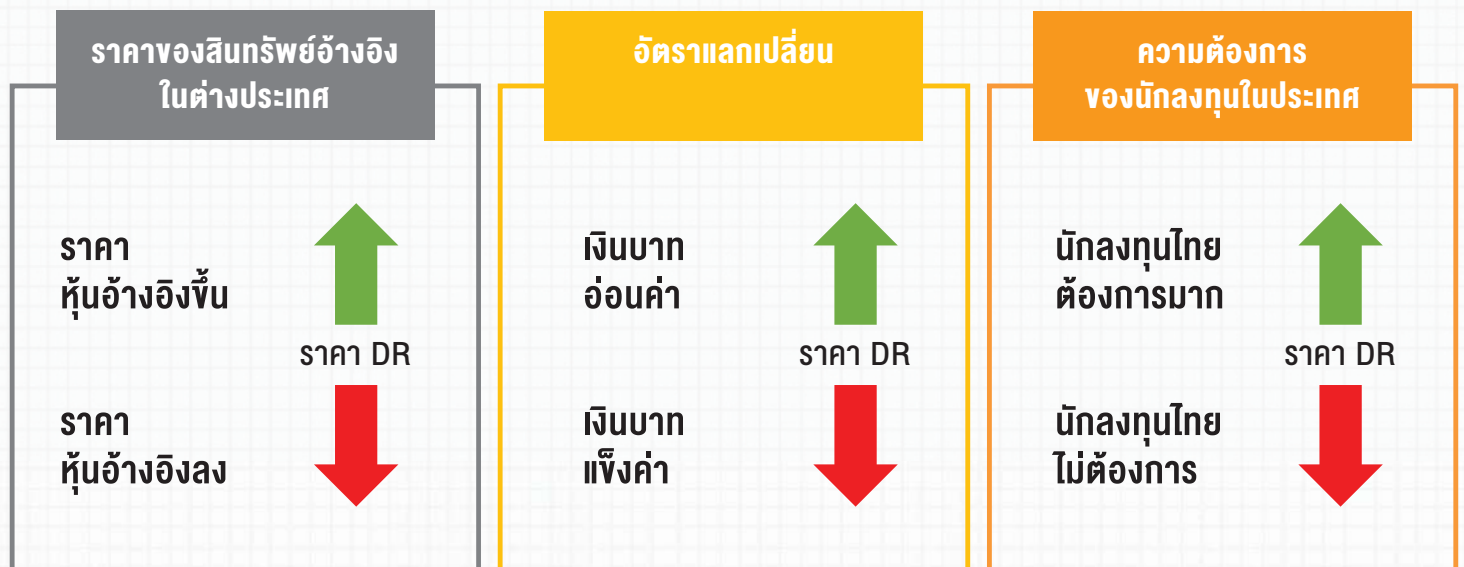 ราคาของสินทรัพย์อ้างอิง
ในต่างประเทศ
ราคา
หุ้นอ้างอิงขึ้น
ราคา DR
ราคา
หุ้นอ้างอิงลง
อัตราแลกเปลี่ยน
เงินบาท
อ่อนค่า
ราคา DR
เงินบาท
แข็งค่า
ความต้องการ
ของนักลงทุนในประเทศ
นักลงทุนไทย
ต้องการมาก
ราคา DR
นักลงทุนไทย
ไม่ต้องการ